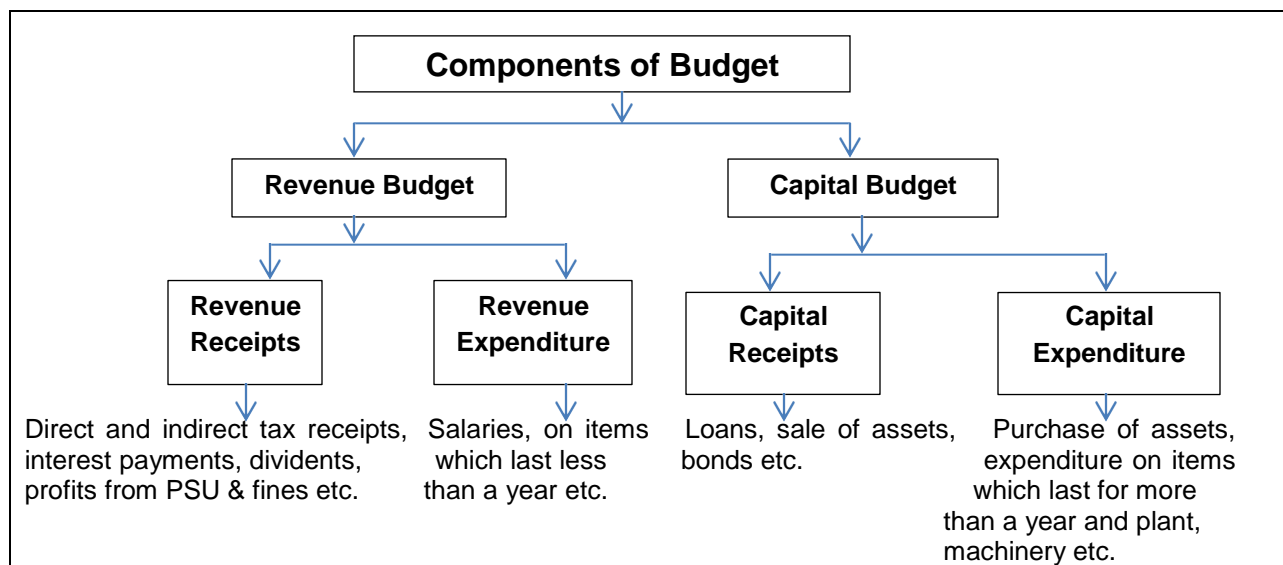 Components of Budget
Revenue Budget
Capital Budget
Revenue
Receipts
Revenue
Expenditure
Capital
Receipts
Capital
Expenditure
Direct and indirect tax receipts,
interest payments, dividents,
profits from PSU & fines etc.
Salaries, on items
which last less
than a year etc.
Loans, sale of assets,
bonds etc.
Purchase of assets,
expenditure on items
which last for more
than a year and plant,
machinery etc.